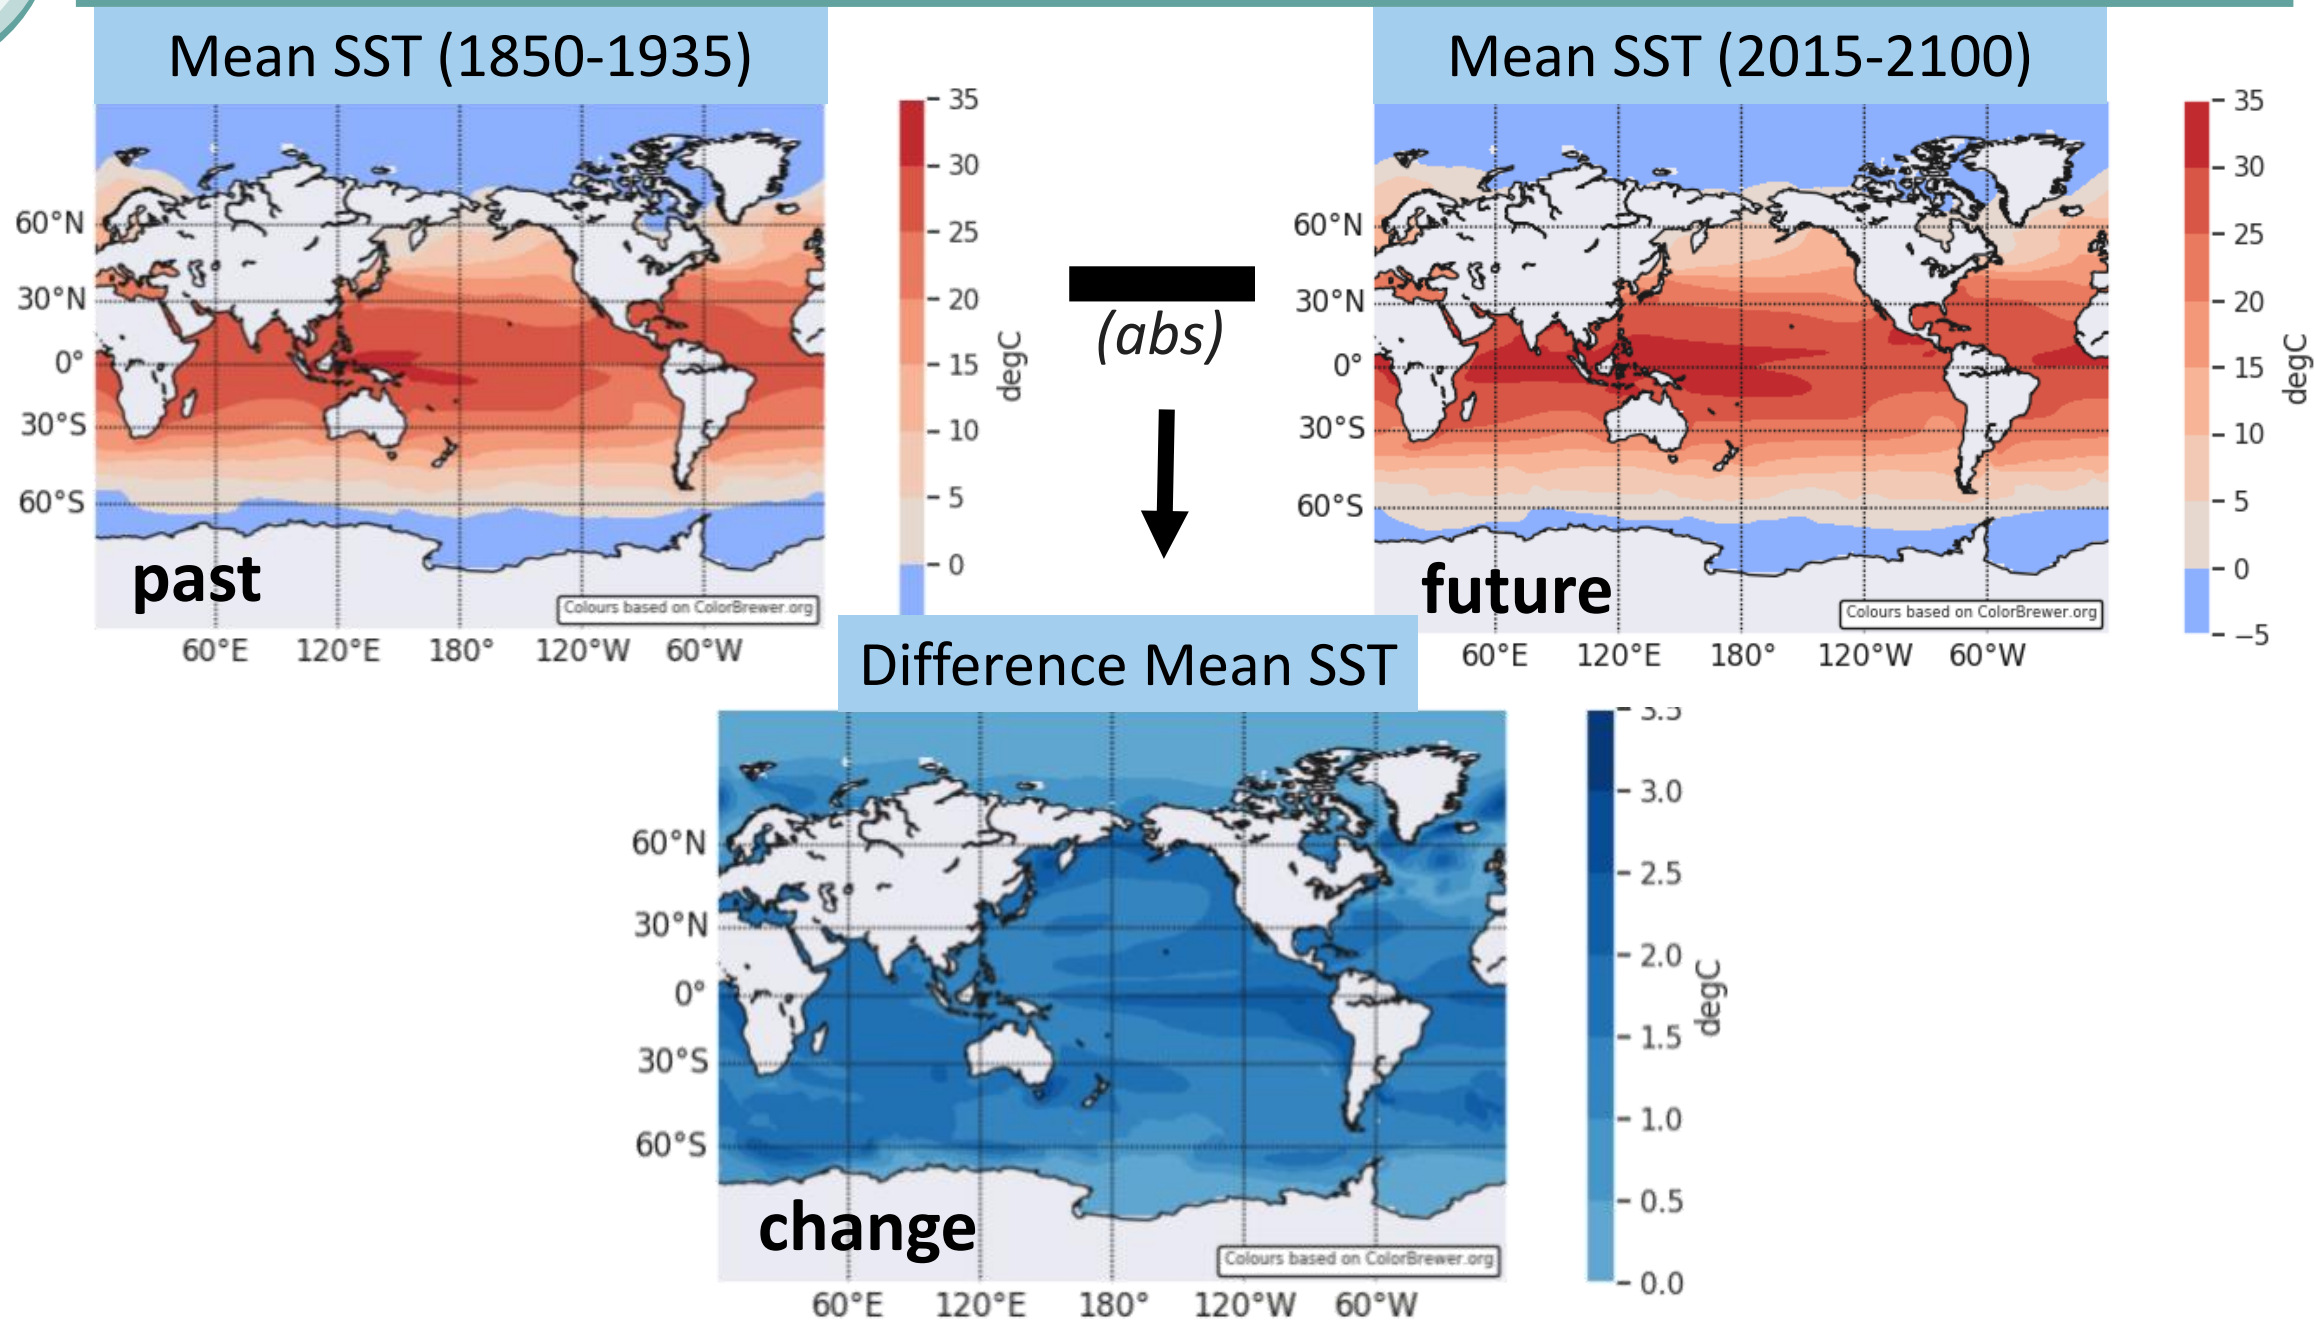 Mean SST (1850-1935)
35
30
25
20
15
10
5
0
degC
60°N
30°N
0°
30°S
60°S
past
Colours based on ColorBrewer.org
60°E 120°E 180° 120°W 60°W
(abs)
Mean SST (2015-2100)
35
30
25
20
15
10
5
0
−5
degC
60°N
30°N
0°
30°S
60°S
future
Colours based on ColorBrewer.org
60°E 120°E 180° 120°W 60°W
Difference Mean SST
3.5
3.0
2.5
2.0
1.5
1.0
0.5
0.0
degC
60°N
30°N
0°
30°S
60°S
change
Colours based on ColorBrewer.org
60°E 120°E 180° 120°W 60°W